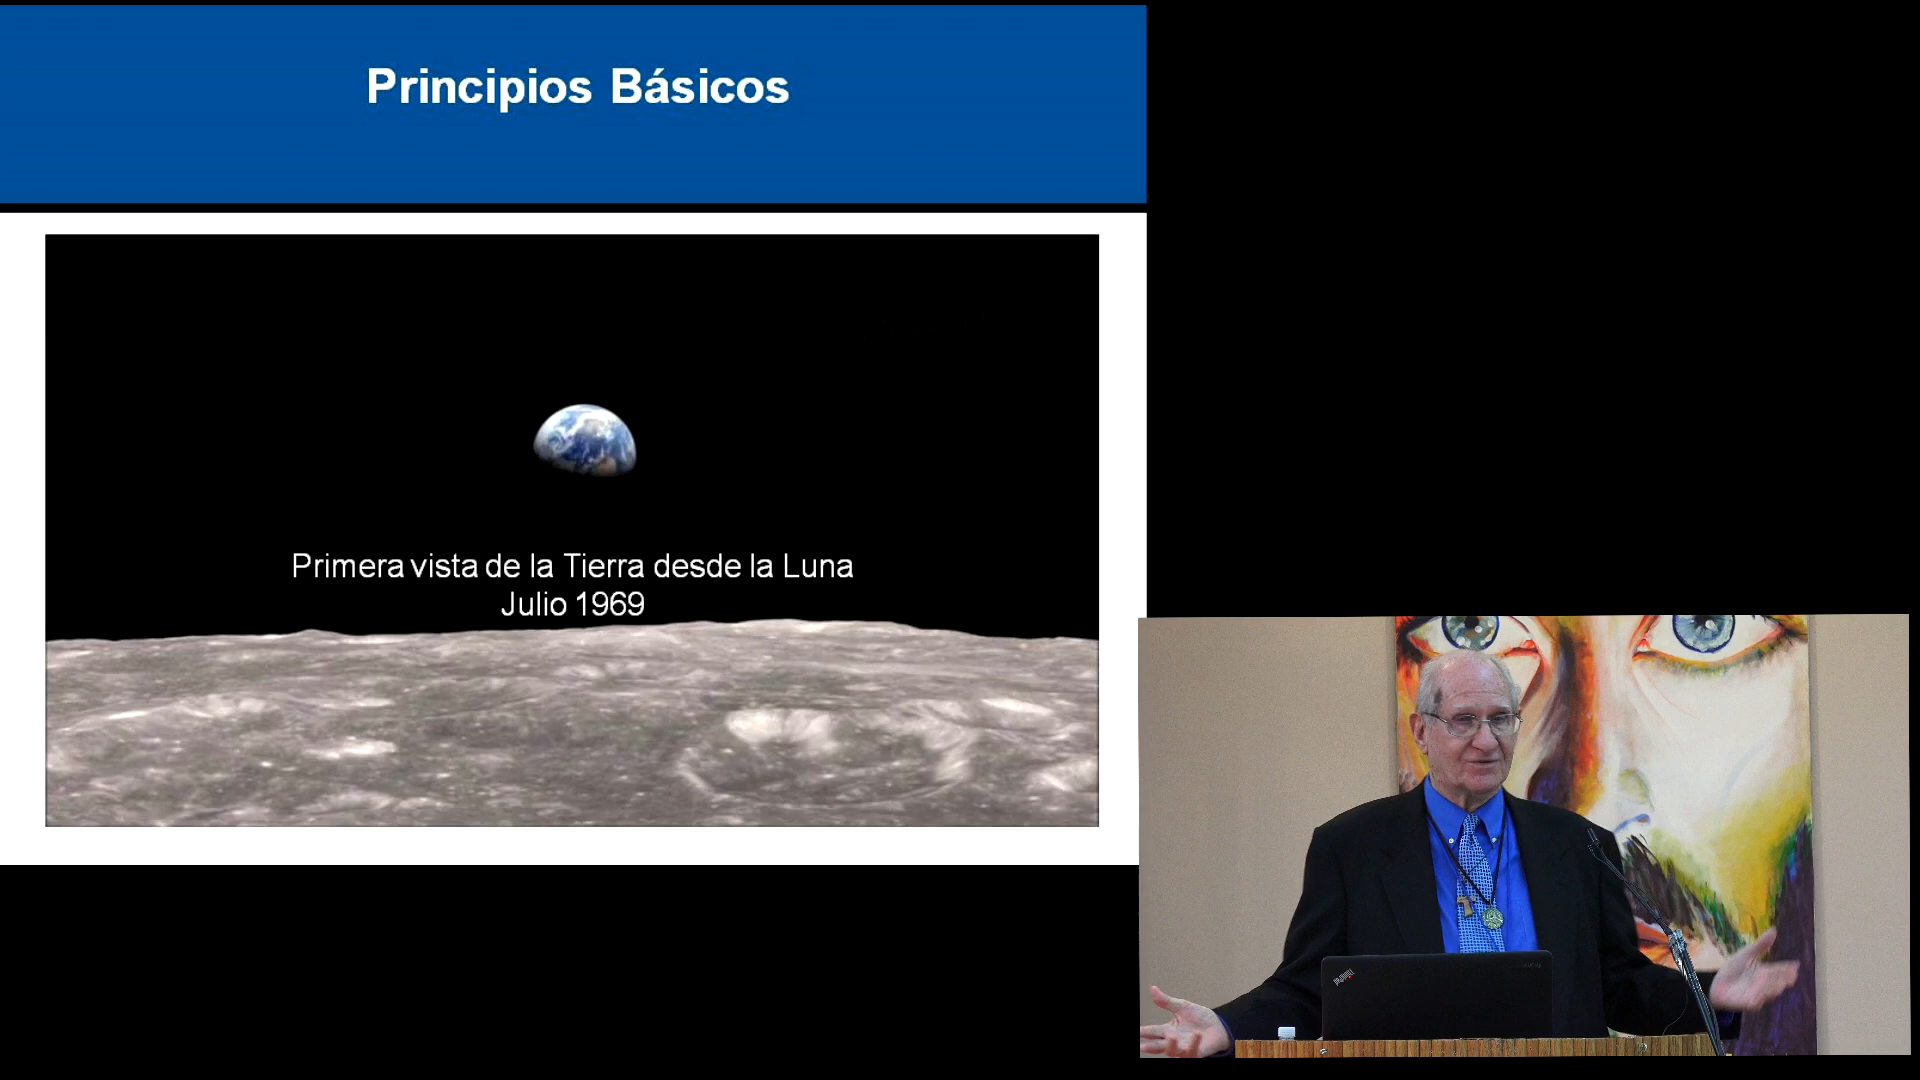 Principios Básicos
Primera vista de la Tierra desde la Luna
Julio 1969